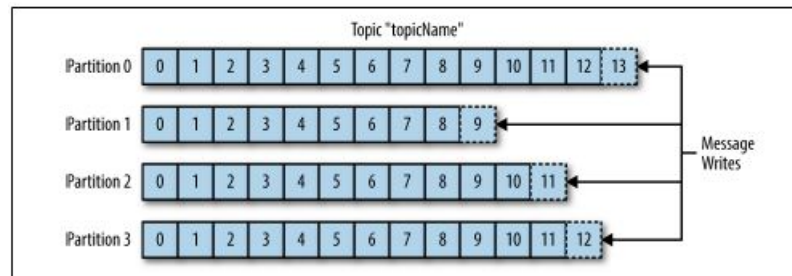 Topic "topicName"
Partition 0 0 1 2 3 4 5 6 7 8 9 10 11 12 13
Partition 1 0 1 2 3 4 5 6 7 8 9
Partition 2 0 1 2 3 4 5 6 7 8 9 10 11
Partition 3 0 1 2 3 4 5 6 7 8 9 10 11 12
Message
Writes